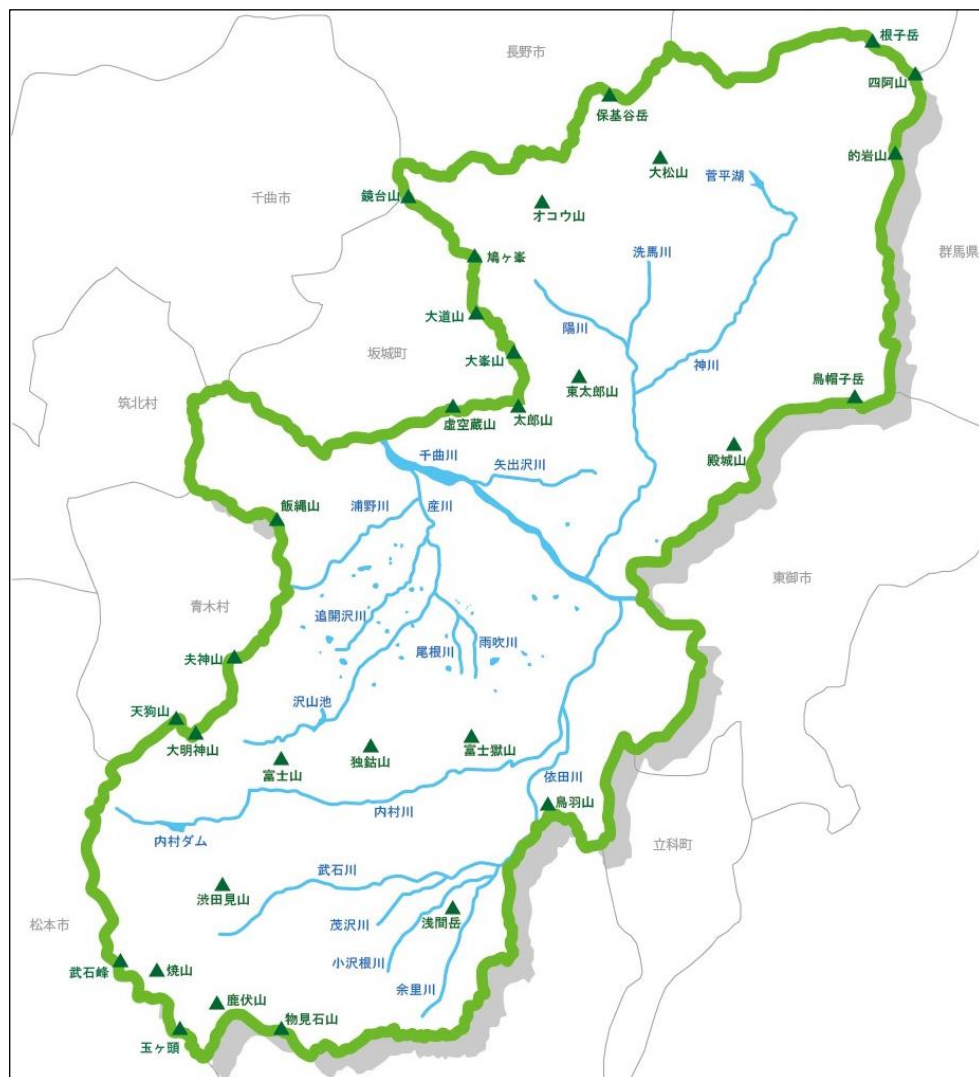 根子岳
長野市
四阿山
保基谷岳
的岩山
大松山
菅平湖
鏡台山
千曲市
オコウ山
群馬県
洗馬川
鳩ヶ峯
大道山
陽川
坂城町
大峯山
神川
東太郎山
烏帽子岳
筑北村
虚空蔵山
太郎山
殿城山
千曲川
矢出沢川
浦野川
産川
飯縄山
東御市
青木村
追開沢川
尾根川
雨吹川
夫神山
沢山池
天狗山
大明神山
富士山
独鈷山
富士嶽山
依田川
鳥羽山
内村川
内村ダム
立科町
武石川
渋田見山
茂沢川
浅間岳
松本市
小沢根川
武石峰
焼山
余里川
鹿伏山
物見石山
玉ヶ頭